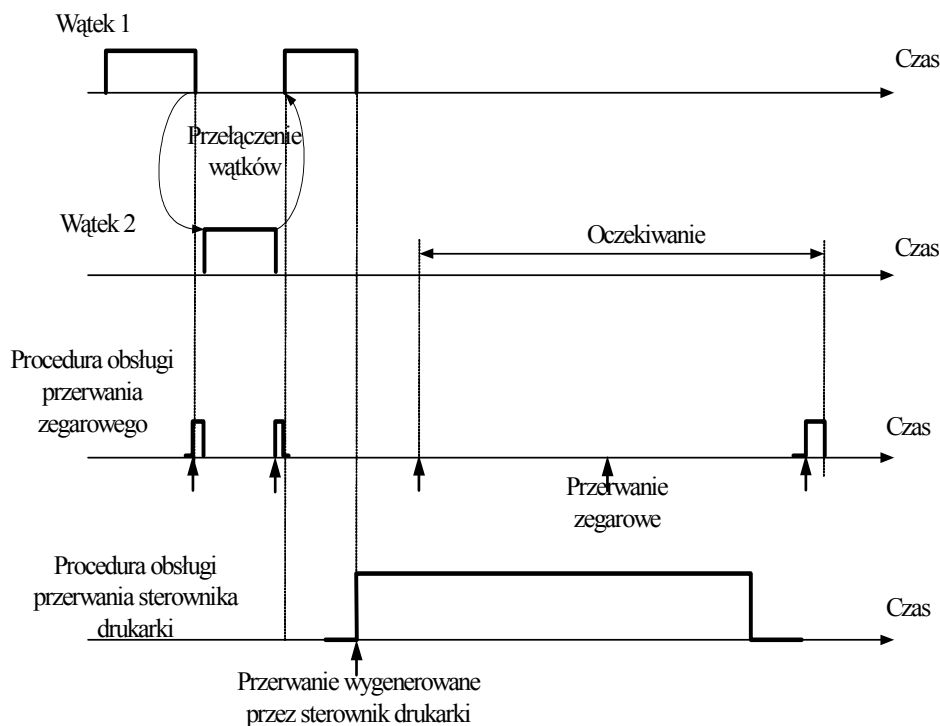 Wątek 1
Czas
Przełączenie
wątków
Wątek 2
Oczekiwanie
Czas
Procedura obsługi
przerwania
zegarowego
Czas
Przerwanie
zegarowe
Procedura obsługi
przerwania sterownika
drukarki
Czas
Przerwanie wygenerowane
przez sterownik drukarki